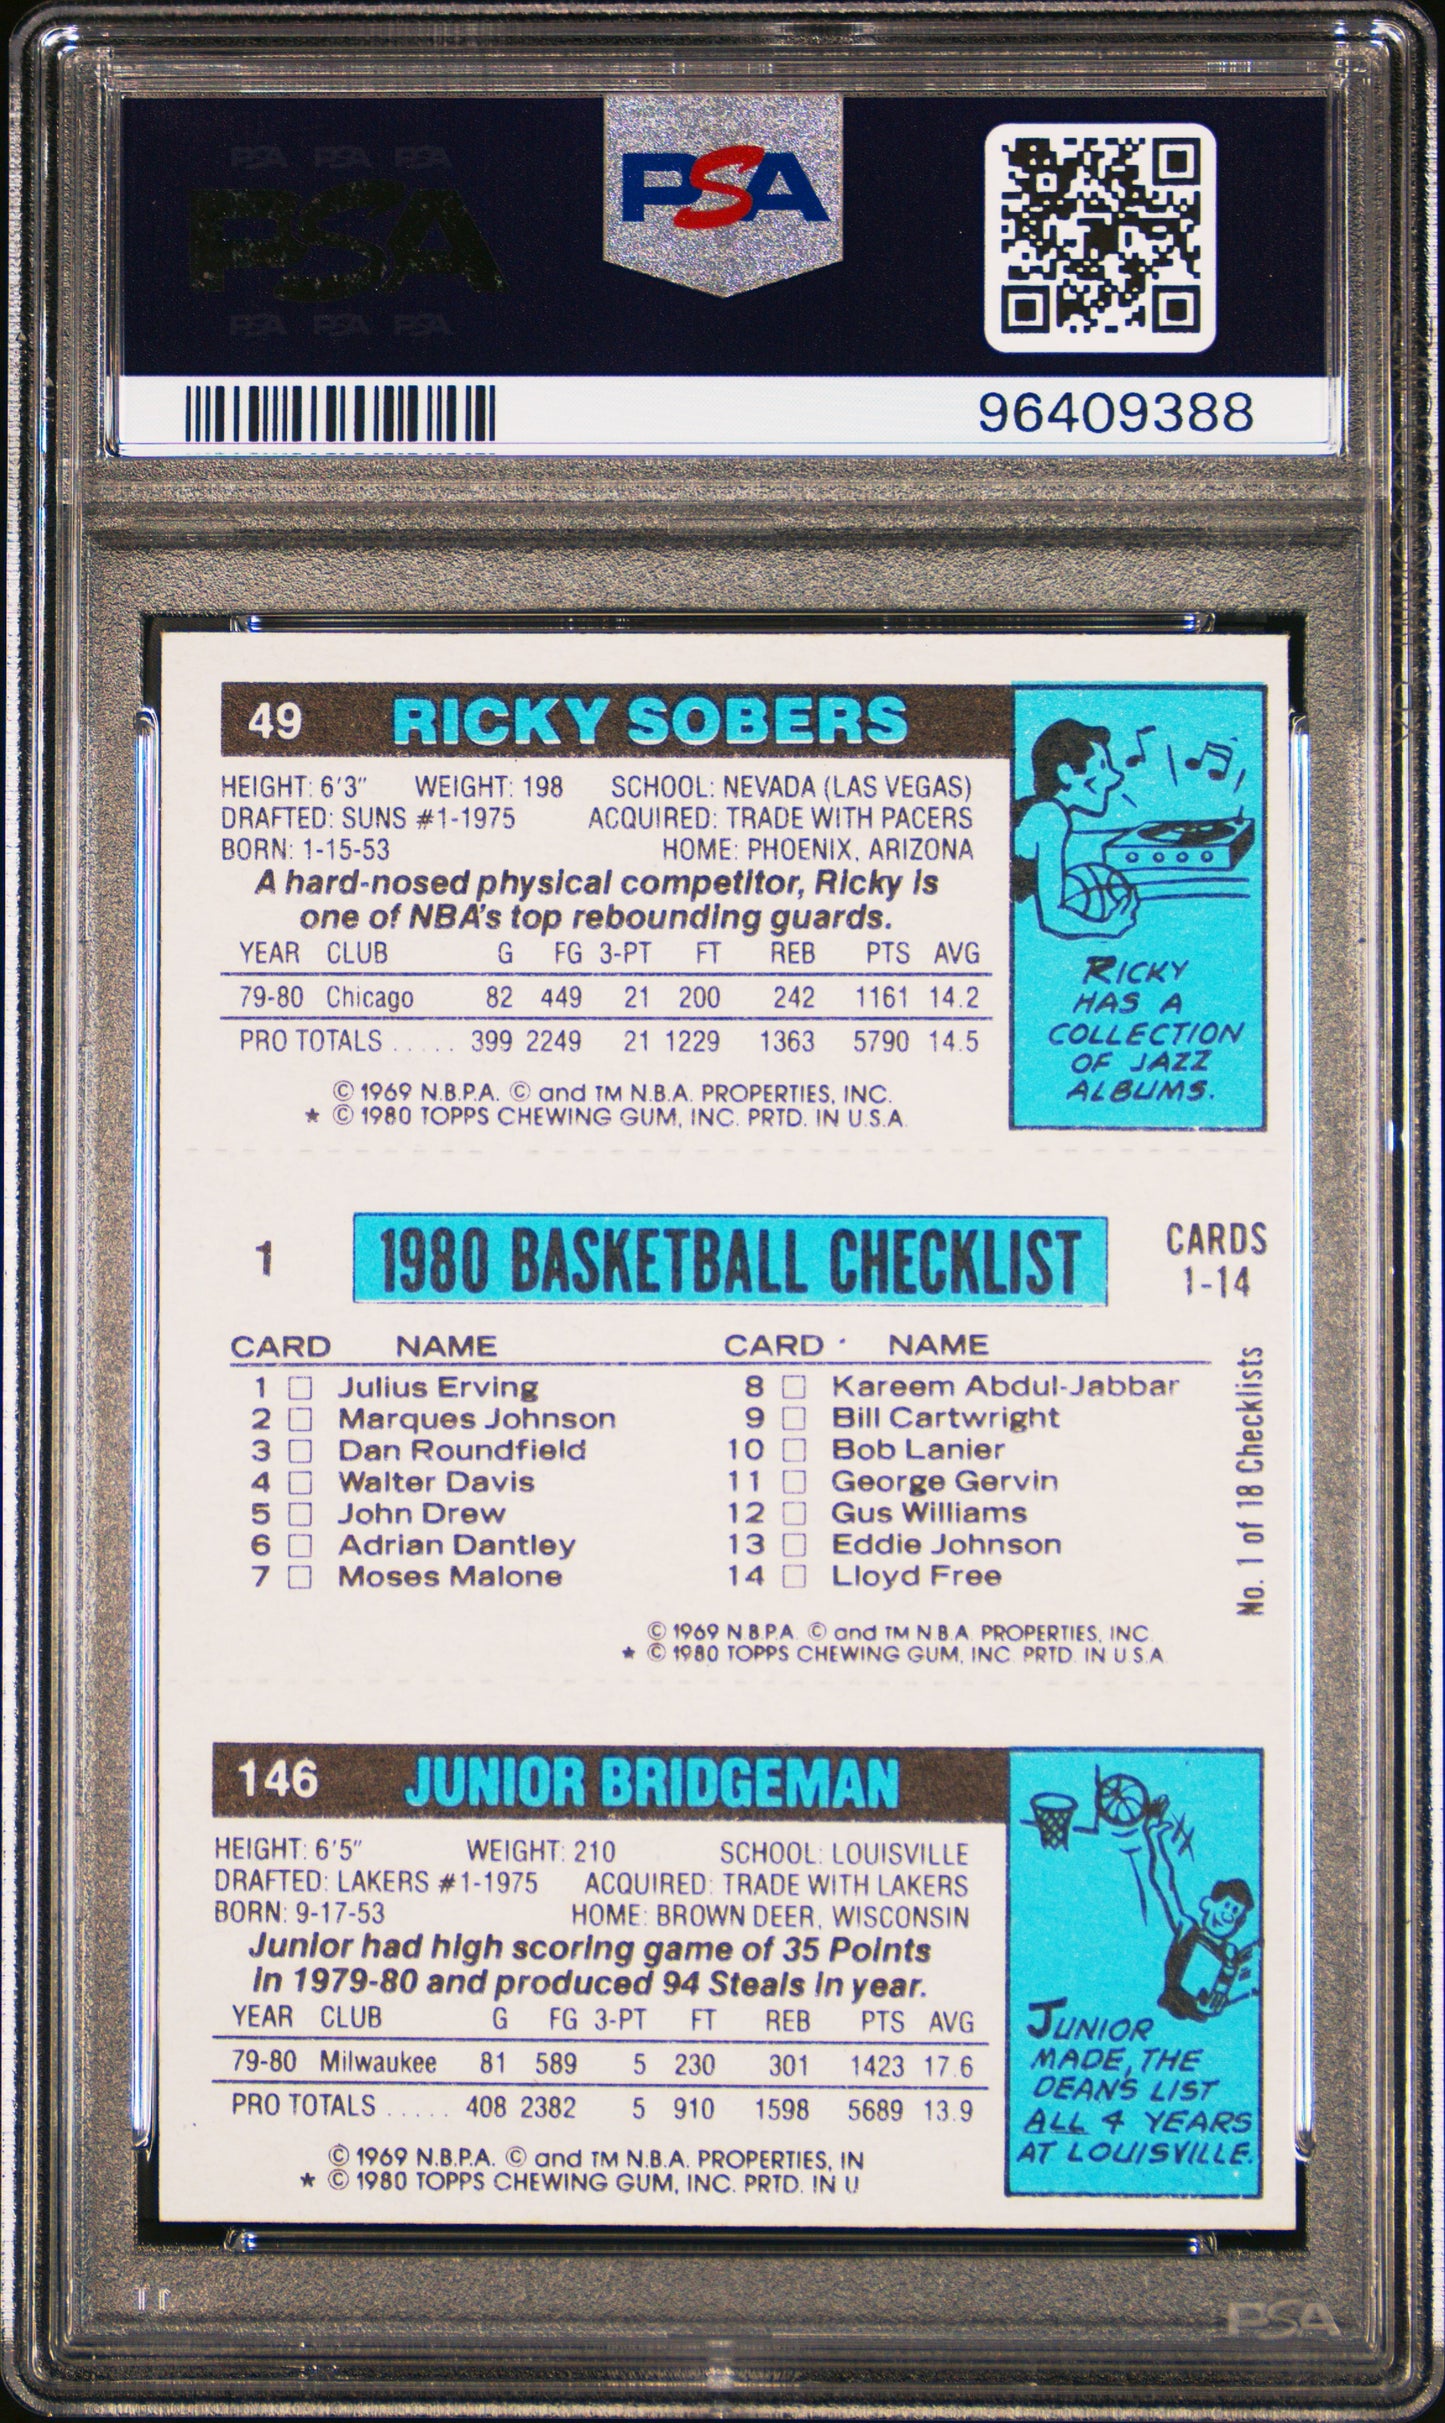 PSA PSA PSA
PSA
PSA PSA PSA
PSA
96409388
49 RICKY SOBERS
HEIGHT: 6'3" WEIGHT: 198 SCHOOL: NEVADA (LAS VEGAS)
DRAFTED: SUNS #1-1975 ACQUIRED: TRADE WITH PACERS
BORN: 1-15-53 HOME: PHOENIX, ARIZONA
A hard-nosed physical competitor, Ricky is
one of NBA's top rebounding guards.
YEAR CLUB G FG 3-PT FT REB PTS AVG
79-80 Chicago 82 449 21 200 242 1161 14.2
PRO TOTALS ..... 399 2249 21 1229 1363 5790 14.5
© 1969 N.B.P.A. © and TM N.B.A. PROPERTIES, INC.
* © 1980 TOPPS CHEWING GUM, INC. PRTD. IN U.S.A.
RICKY
HAS A
COLLECTION
OF JAZZ
ALBUMS.
1 1980 BASKETBALL CHECKLIST CARDS
1-14
CARD NAME CARD · NAME
1 □ Julius Erving 8 □ Kareem Abdul-Jabbar
2 □ Marques Johnson 9 □ Bill Cartwright
3 □ Dan Roundfield 10 □ Bob Lanier
4 □ Walter Davis 11 □ George Gervin
5 □ John Drew 12 □ Gus Williams
6 □ Adrian Dantley 13 □ Eddie Johnson
7 □ Moses Malone 14 □ Lloyd Free
No. 1 of 18 Checklists
© 1969 N.B.P.A. © and TM N.B.A. PROPERTIES, INC.
* © 1980 TOPPS CHEWING GUM, INC. PRTD. IN U.S.A.
146 JUNIOR BRIDGEMAN
HEIGHT: 6'5" WEIGHT: 210 SCHOOL: LOUISVILLE
DRAFTED: LAKERS #1-1975 ACQUIRED: TRADE WITH LAKERS
BORN: 9-17-53 HOME: BROWN DEER, WISCONSIN
Junior had high scoring game of 35 Points
in 1979-80 and produced 94 Steals in year.
YEAR CLUB G FG 3-PT FT REB PTS AVG
79-80 Milwaukee 81 589 5 230 301 1423 17.6
PRO TOTALS ..... 408 2382 5 910 1598 5689 13.9
© 1969 N.B.P.A. © and TM N.B.A. PROPERTIES, IN
* © 1980 TOPPS CHEWING GUM, INC. PRTD. IN U
JUNIOR
MADE THE
DEAN'S LIST
ALL 4 YEARS
AT LOUISVILLE.
PSA